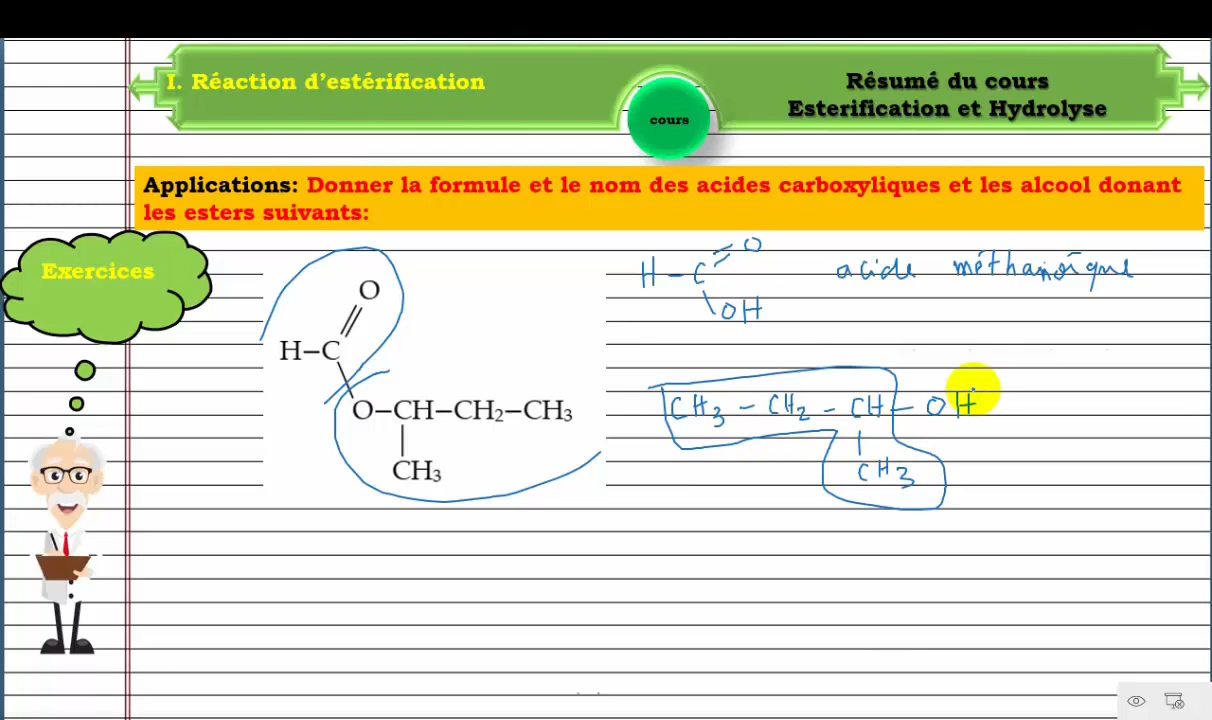 I. Réaction d'estérification
cours
Résumé du cours
Esterification et Hydrolyse
Applications: Donner la formule et le nom des acides carboxyliques et les alcool donant
les esters suivants:
Exercices
O
H–C
O–CH–CH2–CH3
CH3
O
H – C
OH
acide méthanoïque
CH3 – CH2 – CH – OH
CH3